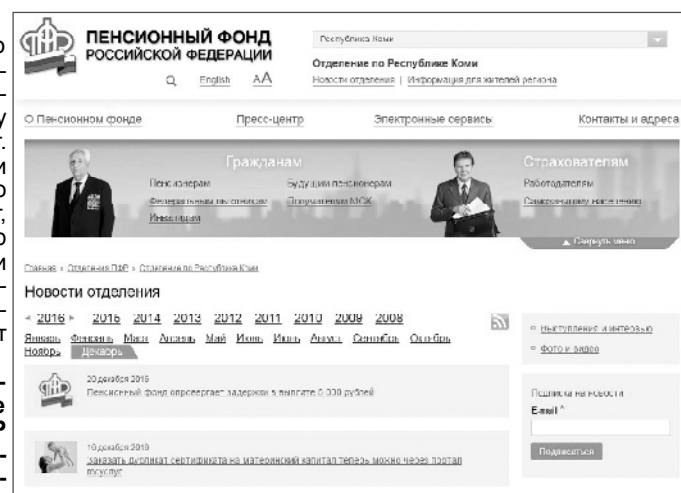 ПЕНСИОННЫЙ ФОНД
РОССИЙСКОЙ ФЕДЕРАЦИИ
English АА
Республика Коми
Отделение по Республике Коми
Новости отделения | Информация для жителей региона
О Пенсионном фонде Пресс-центр Электронные сервисы Контакты и адреса
Гражданам
Пенсионерам Будущим пенсионерам
Федеральным льготникам Получателям МСК
Инвалидам
Страхователям
Работодателям
Самозанятому населению
Свернуть меню
Главная » Отделения ПФР » Отделение по Республике Коми
Новости отделения
2016 2015 2014 2013 2012 2011 2010 2009 2008
Январь Февраль Март Апрель Май Июнь Июль Август Сентябрь Октябрь
Ноябрь Декабрь
20 декабря 2016
Пенсионный фонд опровергает задержки в выплате 5 000 рублей
декабря
Заказать дубликат сертификата на материнский капитал теперь можно через портал
госуслуг
Выступления и интервью
Фото и видео
Подписка на новости
E-mail *
Подписаться